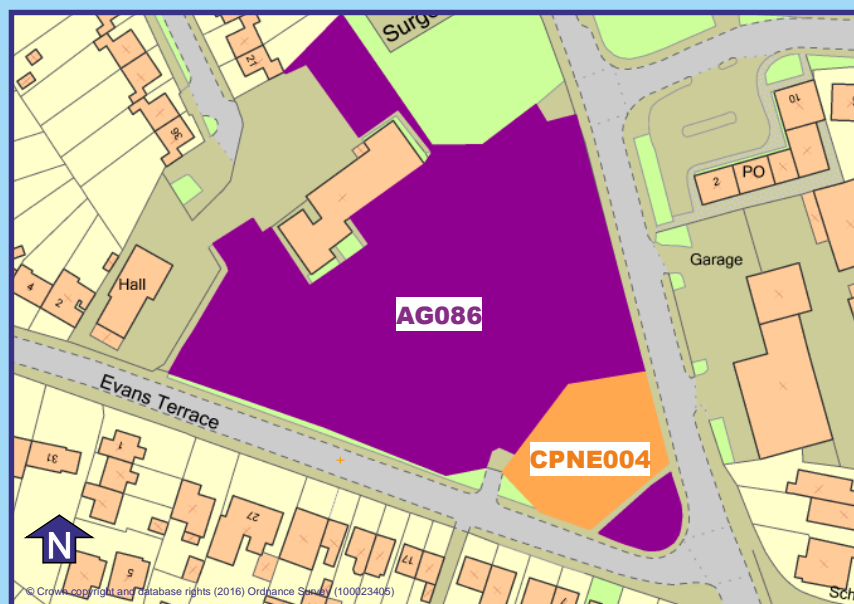 Surge
21
36
10
2
PO
Garage
Hall
4
2
AG086
Evans Terrace
CPNE004
31
1
27
17
5
N
Sch
© Crown copyright and database rights (2016) Ordnance Survey (100023405)